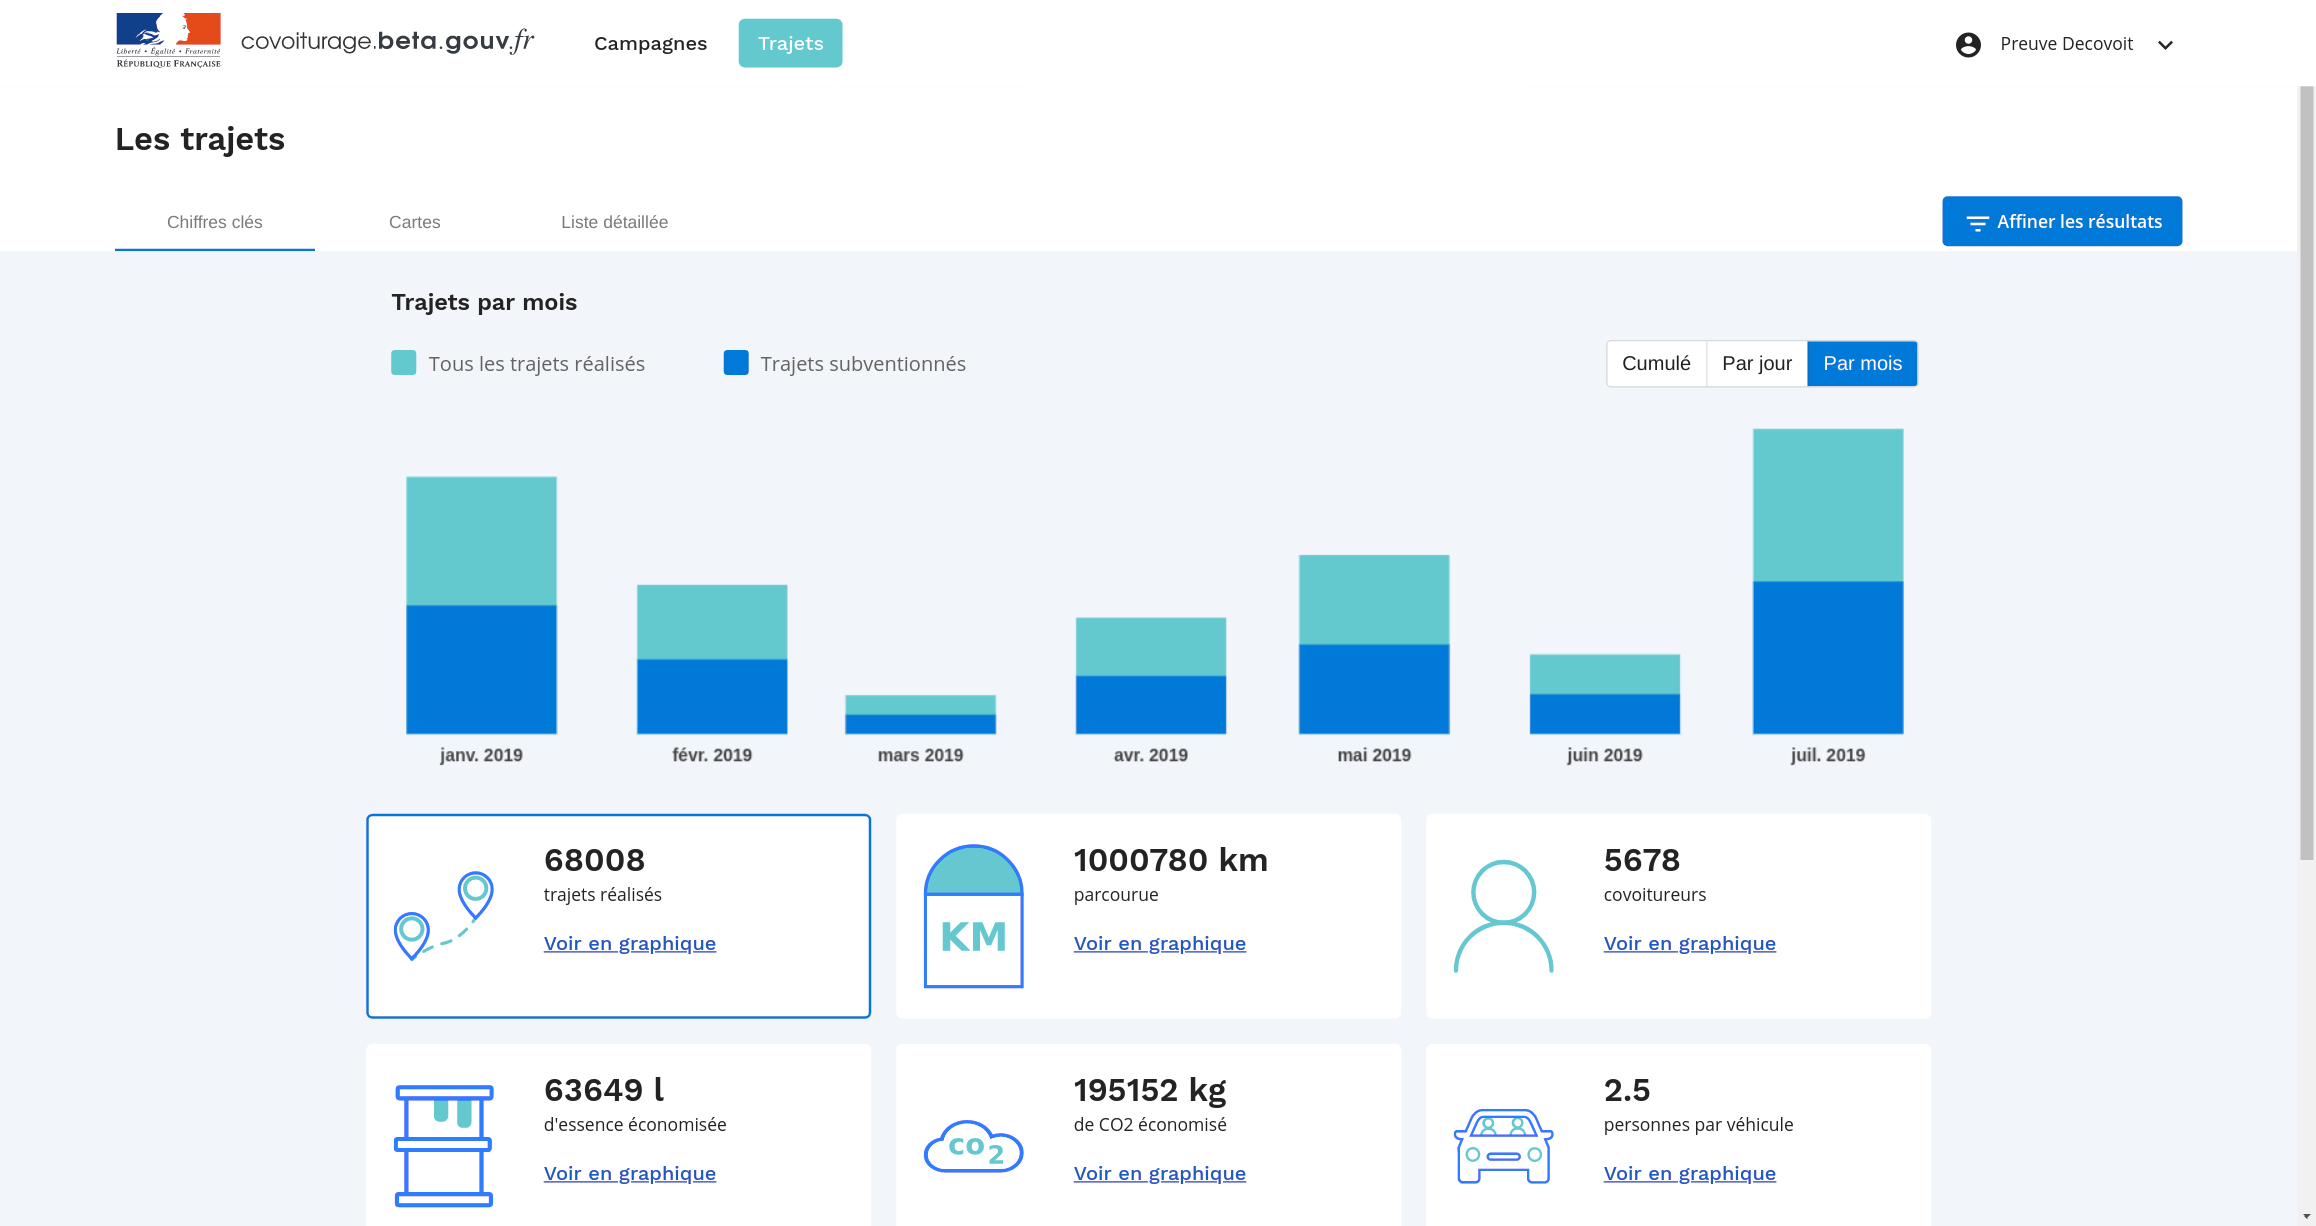 Liberté • Égalité • Fraternité
RÉPUBLIQUE FRANÇAISE
covoiturage.beta.gouv.fr
Campagnes
Trajets
Preuve Decovoit
Les trajets
Chiffres clés
Cartes
Liste détaillée
Affiner les résultats
Trajets par mois
Tous les trajets réalisés
Trajets subventionnés
Cumulé
Par jour
Par mois
janv. 2019
févr. 2019
mars 2019
avr. 2019
mai 2019
juin 2019
juil. 2019
68008
trajets réalisés
Voir en graphique
KM
1000780 km
parcourue
Voir en graphique
5678
covoitureurs
Voir en graphique
63649 l
d'essence économisée
Voir en graphique
co2
195152 kg
de CO2 économisé
Voir en graphique
2.5
personnes par véhicule
Voir en graphique